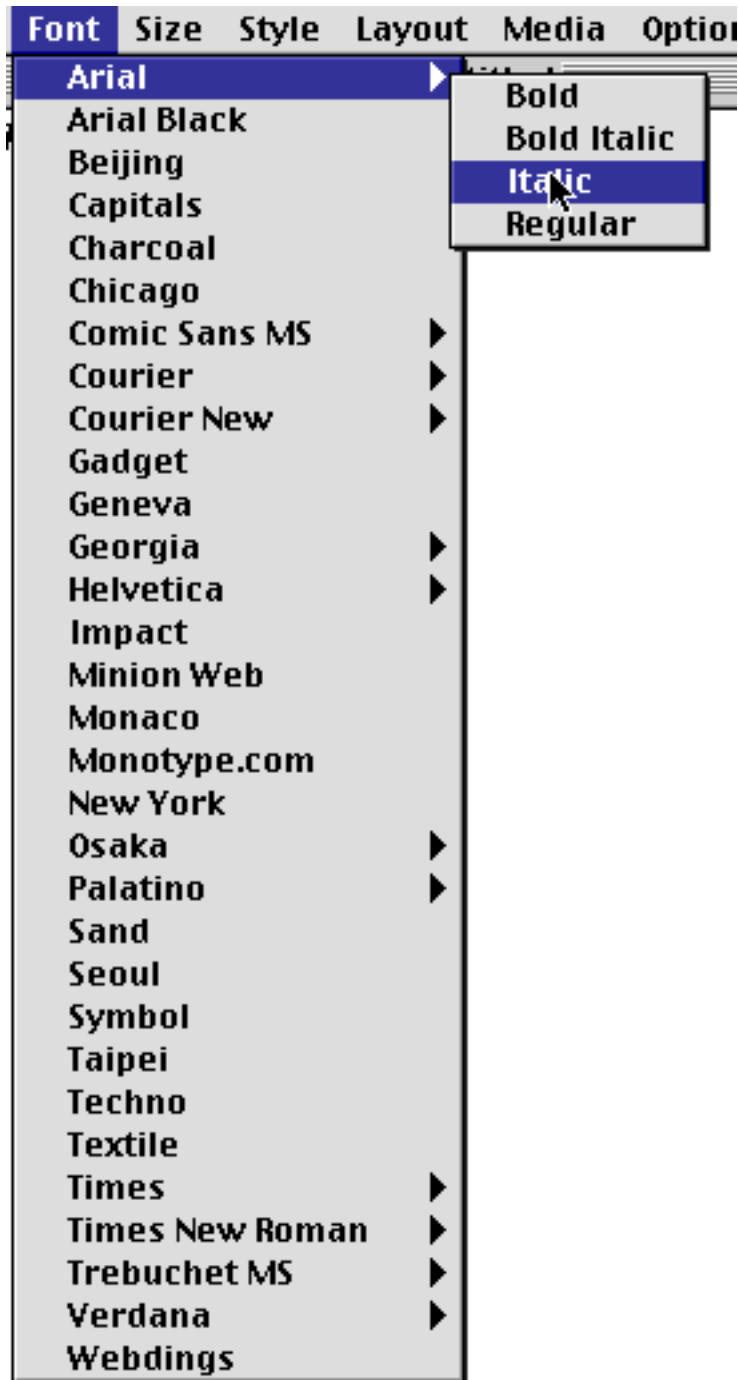 Font Size Style Layout Media
Arial
Bold
Bold Italic
Italic
Regular
Arial Black
Beijing
Capitals
Charcoal
Chicago
Comic Sans MS
Courier
Courier New
Gadget
Geneva
Georgia
Helvetica
Impact
Minion Web
Monaco
Monotype.com
New York
Osaka
Palatino
Sand
Seoul
Symbol
Taipei
Techno
Textile
Times
Times New Roman
Trebuchet MS
Verdana
Webdings